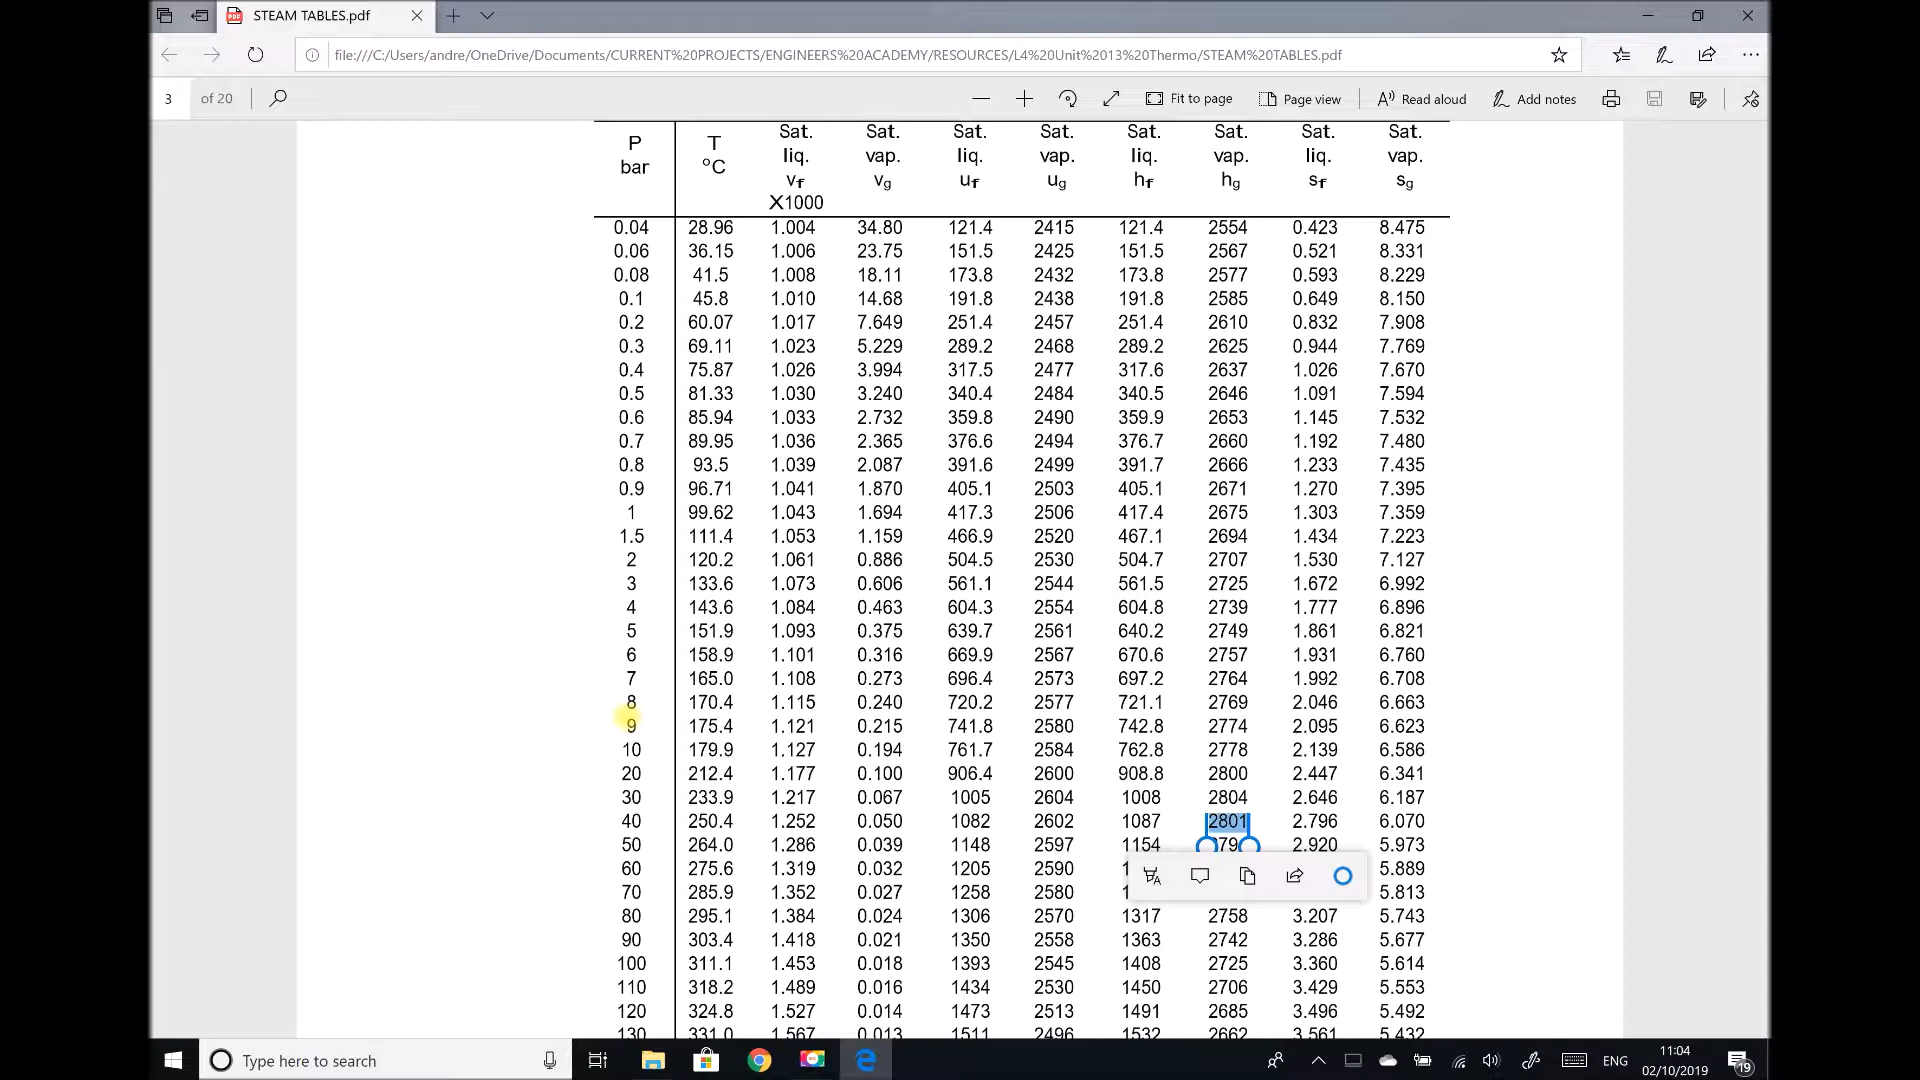 STEAM TABLES.pdf
file:///C:/Users/andre/OneDrive/Documents/CURRENT%20PROJECTS/ENGINEERS%20ACADEMY/RESOURCES/L4%20Unit%2013%20Thermo/STEAM%20TABLES.pdf
3 of 20 Fit to page Page view Read aloud Add notes
P T Sat. Sat. Sat. Sat. Sat. Sat. Sat. Sat.
bar °C liq. vap. liq. vap. liq. vap. liq. vap.
vf vg uf ug hf hg sf sg
X1000
0.04 28.96 1.004 34.80 121.4 2415 121.4 2554 0.423 8.475
0.06 36.15 1.006 23.75 151.5 2425 151.5 2567 0.521 8.331
0.08 41.5 1.008 18.11 173.8 2432 173.8 2577 0.593 8.229
0.1 45.8 1.010 14.68 191.8 2438 191.8 2585 0.649 8.150
0.2 60.07 1.017 7.649 251.4 2457 251.4 2610 0.832 7.908
0.3 69.11 1.023 5.229 289.2 2468 289.2 2625 0.944 7.769
0.4 75.87 1.026 3.994 317.5 2477 317.6 2637 1.026 7.670
0.5 81.33 1.030 3.240 340.4 2484 340.5 2646 1.091 7.594
0.6 85.94 1.033 2.732 359.8 2490 359.9 2653 1.145 7.532
0.7 89.95 1.036 2.365 376.6 2494 376.7 2660 1.192 7.480
0.8 93.5 1.039 2.087 391.6 2499 391.7 2666 1.233 7.435
0.9 96.71 1.041 1.870 405.1 2503 405.1 2671 1.270 7.395
1 99.62 1.043 1.694 417.3 2506 417.4 2675 1.303 7.359
1.5 111.4 1.053 1.159 466.9 2520 467.1 2694 1.434 7.223
2 120.2 1.061 0.886 504.5 2530 504.7 2707 1.530 7.127
3 133.6 1.073 0.606 561.1 2544 561.5 2725 1.672 6.992
4 143.6 1.084 0.463 604.3 2554 604.8 2739 1.777 6.896
5 151.9 1.093 0.375 639.7 2561 640.2 2749 1.861 6.821
6 158.9 1.101 0.316 669.9 2567 670.6 2757 1.931 6.760
7 165.0 1.108 0.273 696.4 2573 697.2 2764 1.992 6.708
8 170.4 1.115 0.240 720.2 2577 721.1 2769 2.046 6.663
9 175.4 1.121 0.215 741.8 2580 742.8 2774 2.095 6.623
10 179.9 1.127 0.194 761.7 2584 762.8 2778 2.139 6.586
20 212.4 1.177 0.100 906.4 2600 908.8 2800 2.447 6.341
30 233.9 1.217 0.067 1005 2604 1008 2804 2.646 6.187
40 250.4 1.252 0.050 1082 2602 1087 2801 2.796 6.070
50 264.0 1.286 0.039 1148 2597 1154 2.920 5.973
60 275.6 1.319 0.032 1205 2590 5.889
70 285.9 1.352 0.027 1258 2580 5.813
80 295.1 1.384 0.024 1306 2570 1317 2758 3.207 5.743
90 303.4 1.418 0.021 1350 2558 1363 2742 3.286 5.677
100 311.1 1.453 0.018 1393 2545 1408 2725 3.360 5.614
110 318.2 1.489 0.016 1434 2530 1450 2706 3.429 5.553
120 324.8 1.527 0.014 1473 2513 1491 2685 3.496 5.492
130 331.0 1.567 0.013 1511 2496 1532 2662 3.561 5.432
Type here to search
ENG
11:04
02/10/2019
19